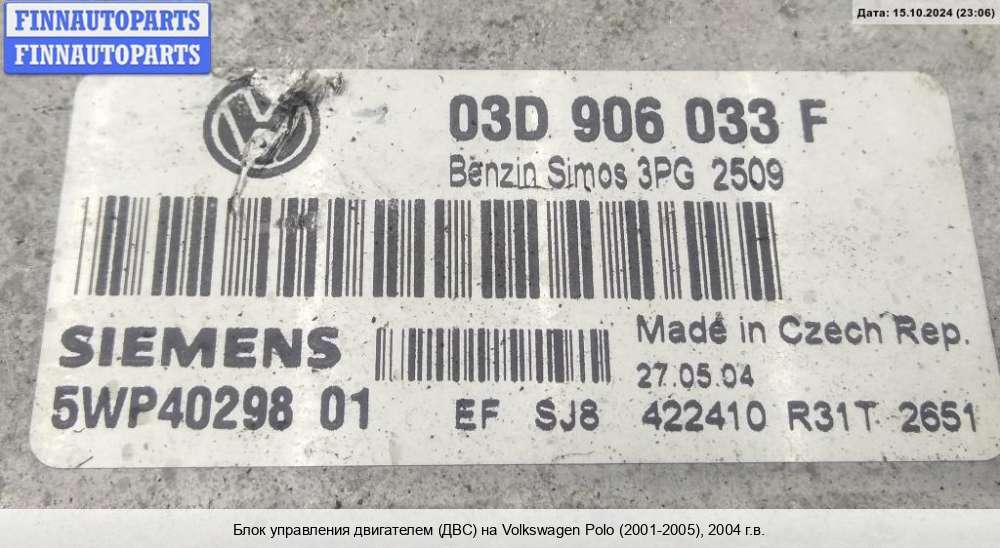 FINNAUTOPARTS
FINNAUTOPARTS
Дата: 15.10.2024 (23:06)
03D 906 033 F
Benzin Simos 3PG 2509
SIEMENS
Made in Czech Rep.
27.05.04
5WP40298 01
EF SJ8 422410 R31T 2651
Блок управления двигателем (ДВС) на Volkswagen Polo (2001-2005), 2004 г.в.